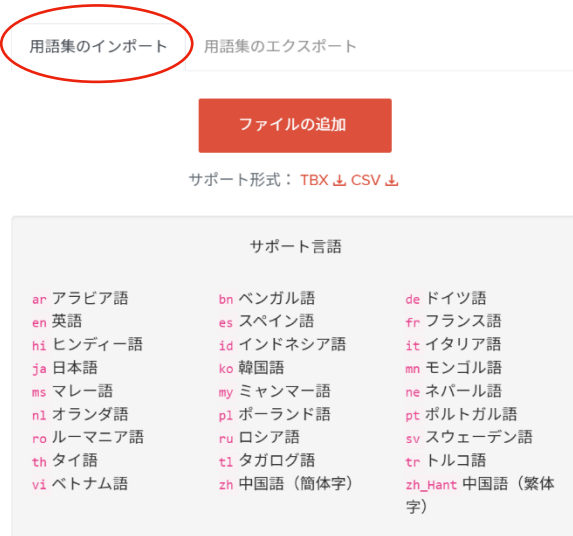 用語集のインポート 用語集のエクスポート
ファイルの追加
サポート形式： TBX CSV
サポート言語
ar アラビア語 bn ベンガル語 de ドイツ語
en 英語 es スペイン語 fr フランス語
hi ヒンディー語 id インドネシア語 it イタリア語
ja 日本語 ko 韓国語 mn モンゴル語
ms マレー語 my ミャンマー語 ne ネパール語
nl オランダ語 pl ポーランド語 pt ポルトガル語
ro ルーマニア語 ru ロシア語 sv スウェーデン語
th タイ語 tl タガログ語 tr トルコ語
vi ベトナム語 zh 中国語（簡体字） zh_Hant 中国語（繁体
字）